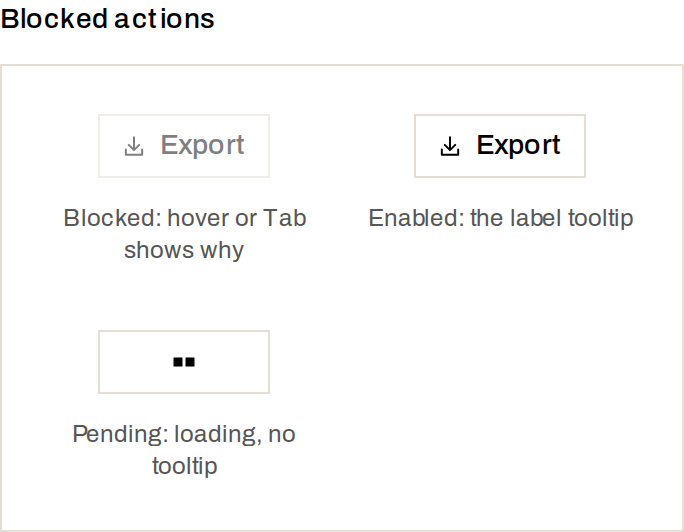 Blocked actions
Export
Export
Blocked: hover or Tab
shows why
Enabled: the label tooltip
Pending: loading, no
tooltip